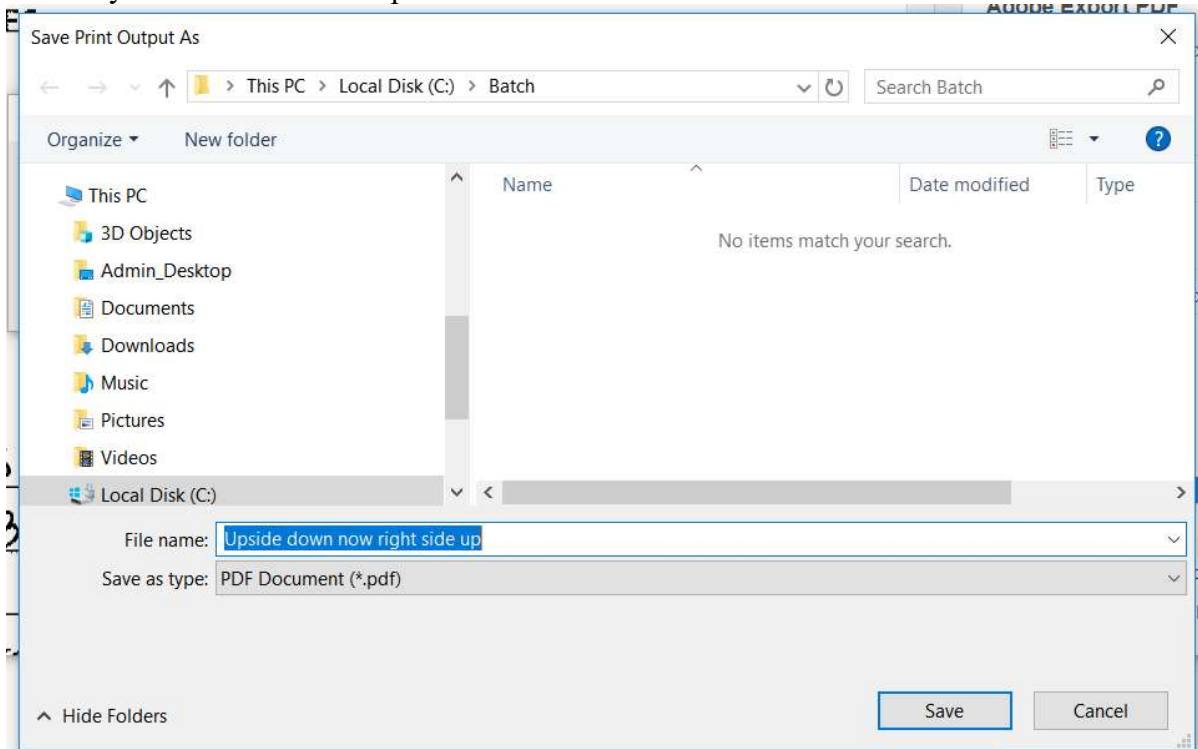 Adobe Export PDF
Save Print Output As
This PC > Local Disk (C:) > Batch
Search Batch
Organize
New folder
Name
Date modified
Type
This PC
No items match your search.
3D Objects
Admin_Desktop
Documents
Downloads
Music
Pictures
Videos
Local Disk (C:)
File name: Upside down now right side up
Save as type: PDF Document (*.pdf)
Hide Folders
Save
Cancel